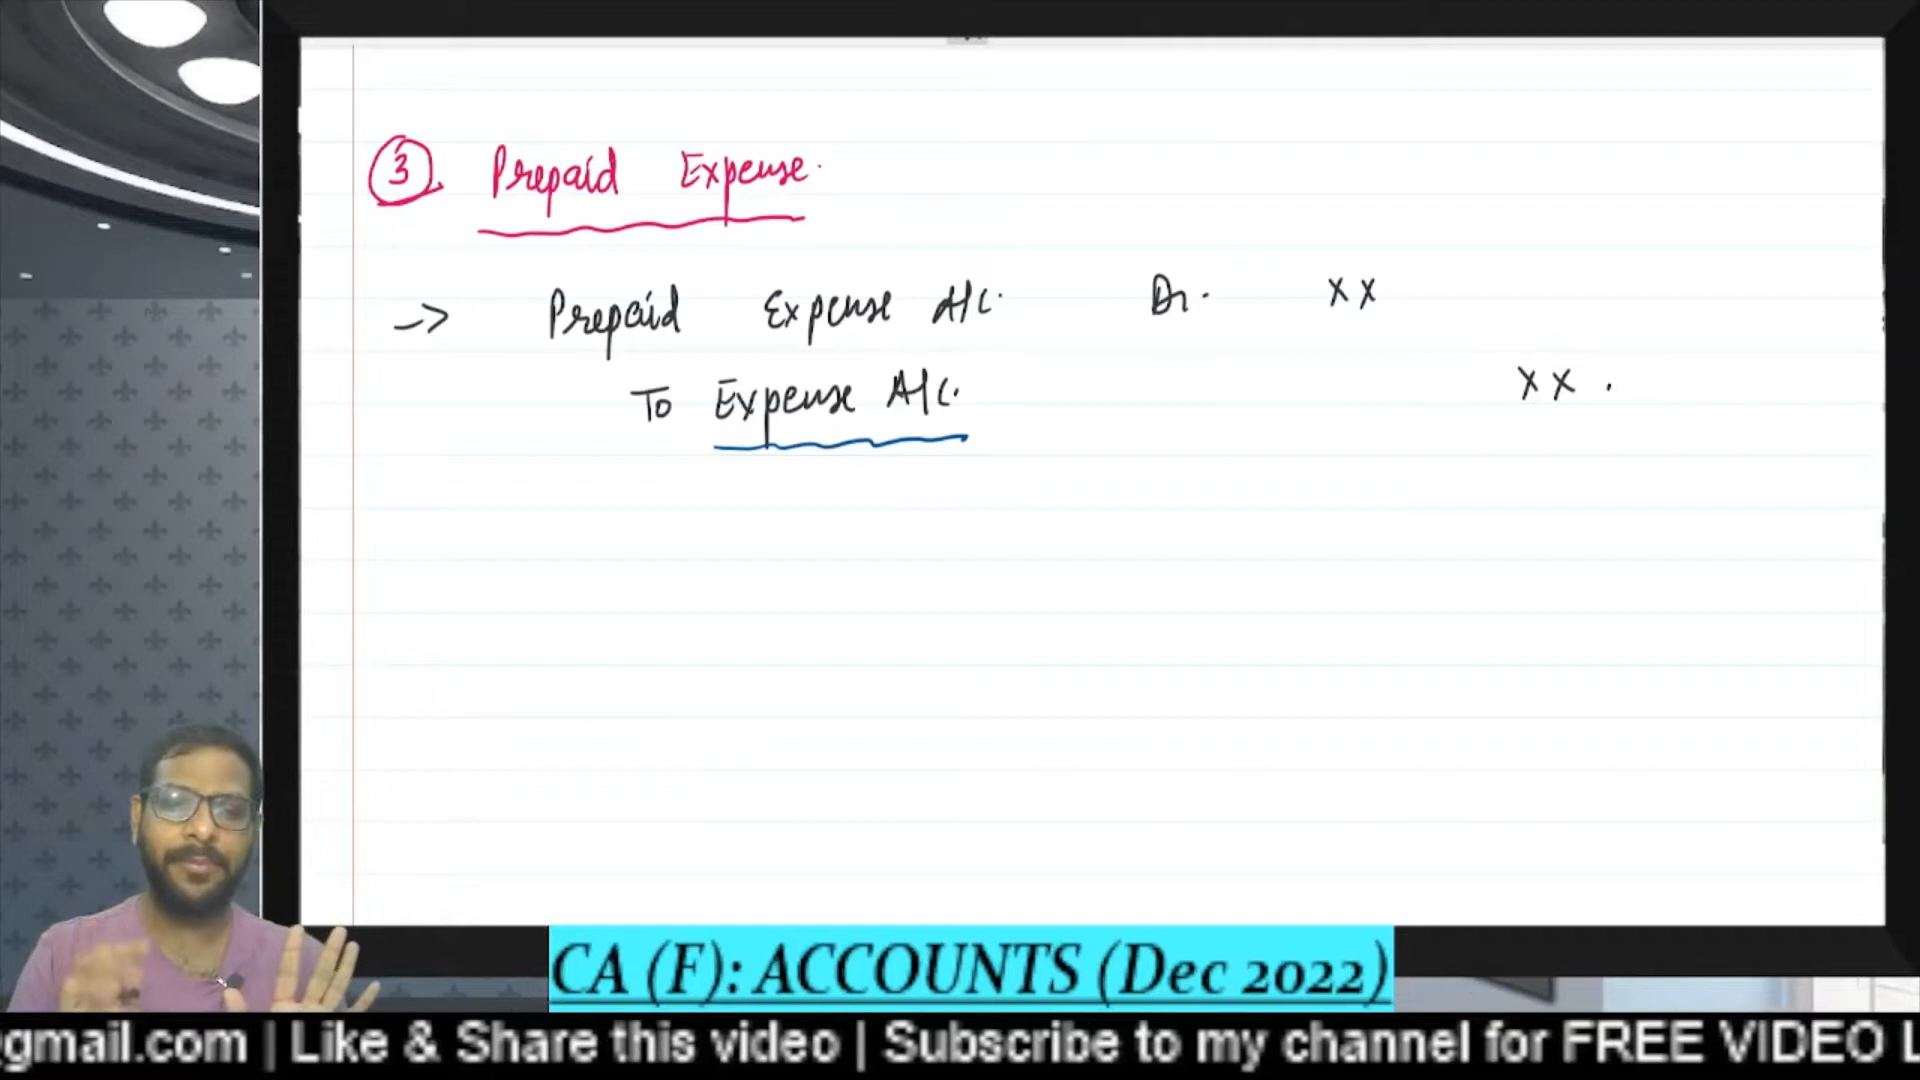 3. Prepaid Expense.
-> Prepaid Expense A/c. Dr. xx
To Expense A/c. xx.
CA (F): ACCOUNTS (Dec 2022)
@gmail.com | Like & Share this video | Subscribe to my channel for FREE VIDEO L